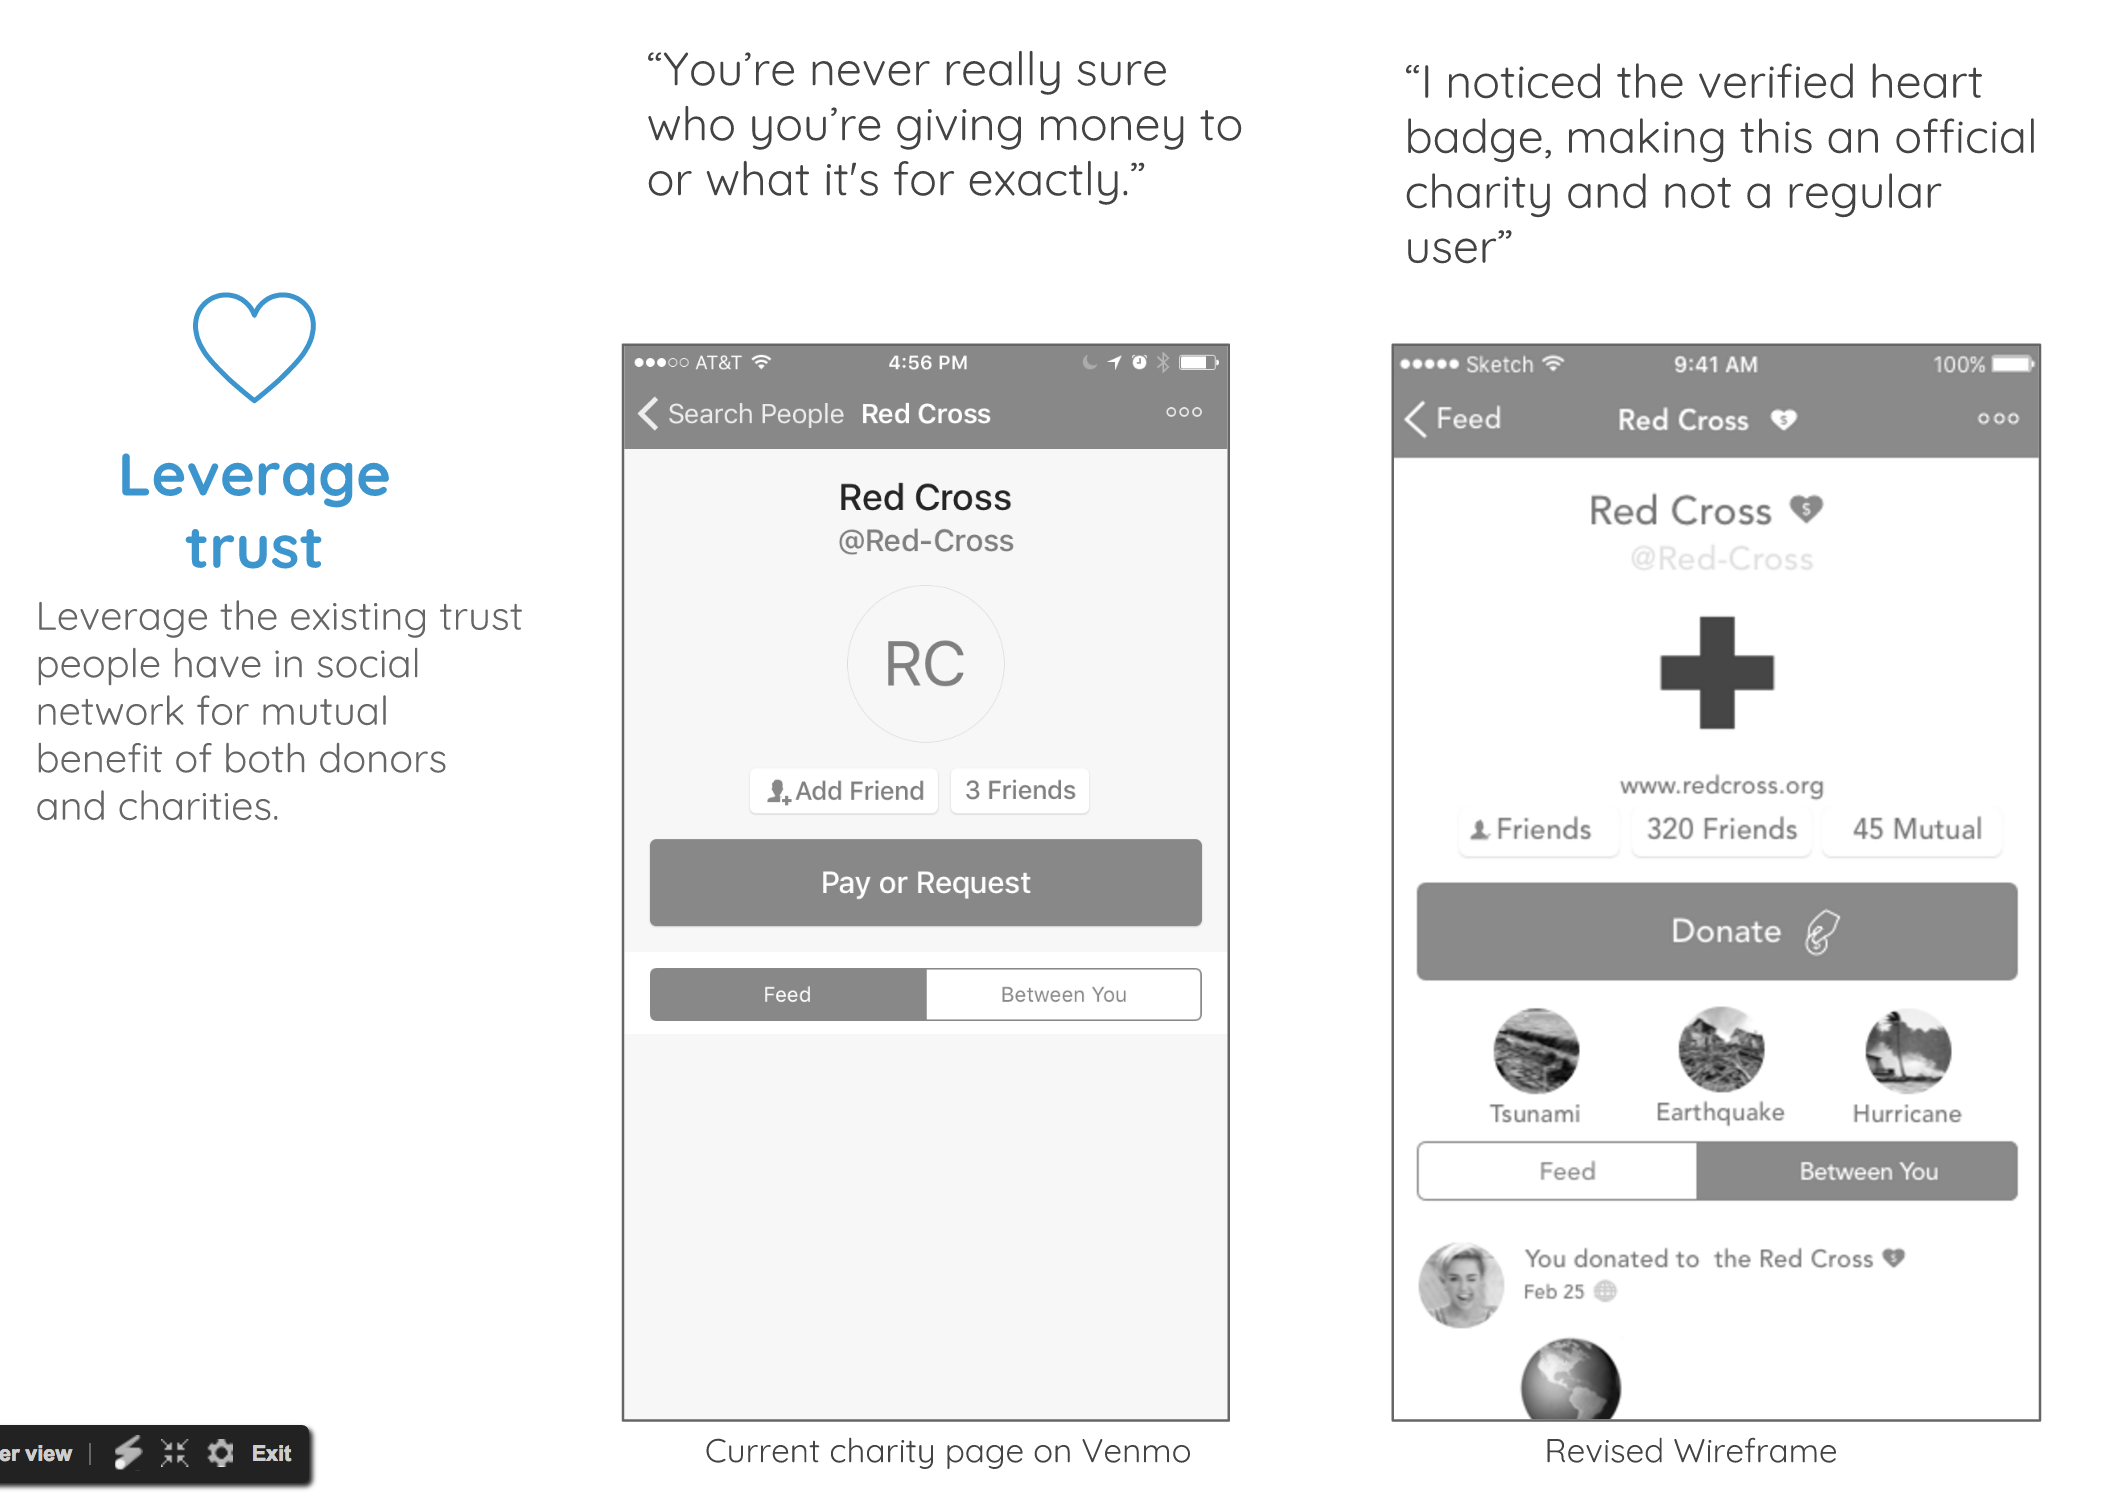 “You’re never really sure
who you’re giving money to
or what it's for exactly.”
“I noticed the verified heart
badge, making this an official
charity and not a regular
user”
Leverage
trust
Leverage the existing trust
people have in social
network for mutual
benefit of both donors
and charities.
AT&T 4:56 PM
Search People Red Cross
Red Cross
@Red-Cross
RC
Add Friend 3 Friends
Pay or Request
Feed Between You
Current charity page on Venmo
Sketch 9:41 AM 100%
Feed Red Cross $
Red Cross $
@Red-Cross
www.redcross.org
Friends 320 Friends 45 Mutual
Donate
Tsunami Earthquake Hurricane
Feed Between You
You donated to the Red Cross $
Feb 25
Revised Wireframe
er view | Exit